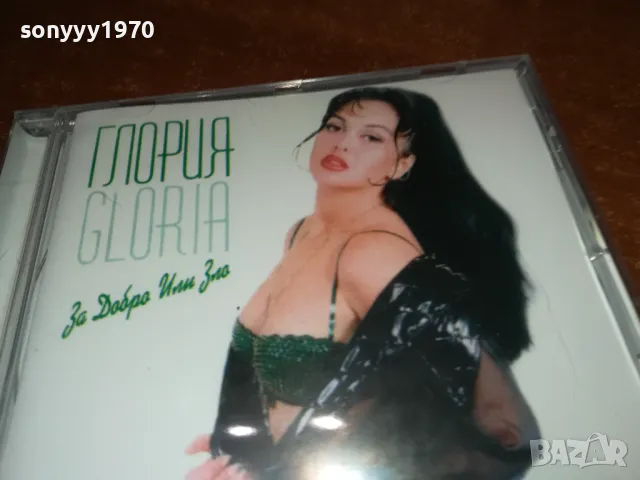 sonyyy1970
ГЛОРИЯ
GLORIA
За Добро Или Зло
BAZAR